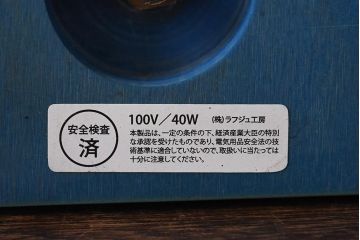 安全検査
済
100V／40W (株)ラフジュ工房
本製品は、一定の条件の下、経済産業大臣の特別
な承認を受けたものであり、電気用品安全法の技
術基準に適合していないので、取扱いに当たっては
十分に注意してください。